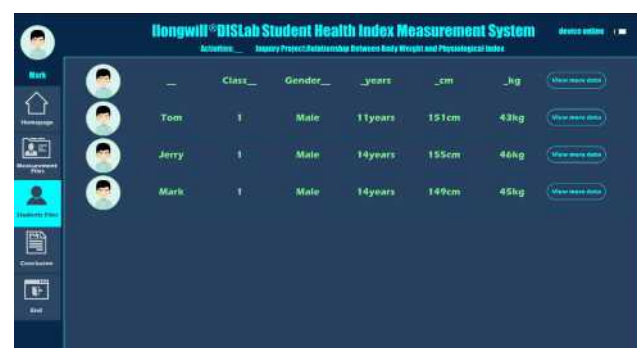 llongwill®DISLab Student Health Index Measurement System
device online
Activities:__ Inquiry Project:Relationship Between Body Weight and Physiological Index
Mark
__ Class__ Gender__ _years _cm _kg View more data
Homepage
Tom 1 Male 11years 151cm 43kg View more data
Measurement Files
Jerry 1 Male 14years 155cm 46kg View more data
Mark 1 Male 14years 149cm 45kg View more data
Students Files
Conclusion
End